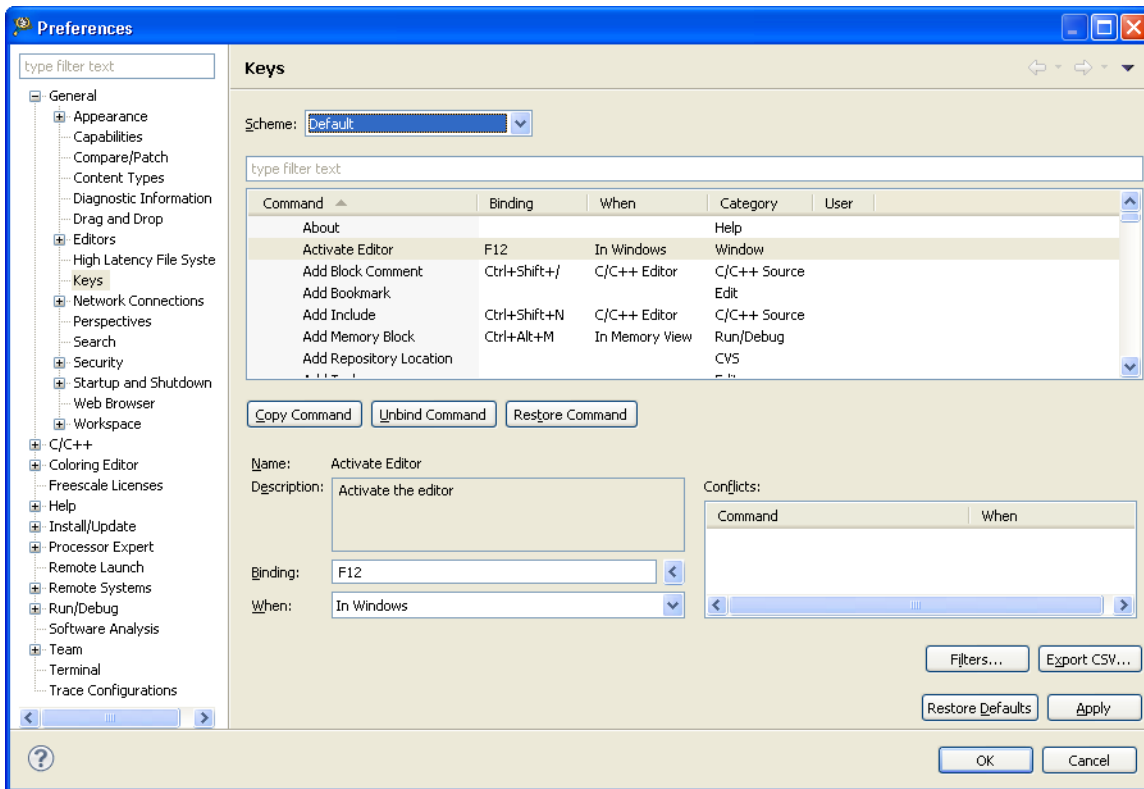 Preferences
type filter text
General
Appearance
Capabilities
Compare/Patch
Content Types
Diagnostic Information
Drag and Drop
Editors
High Latency File Syste
Keys
Network Connections
Perspectives
Search
Security
Startup and Shutdown
Web Browser
Workspace
C/C++
Coloring Editor
Freescale Licenses
Help
Install/Update
Processor Expert
Remote Launch
Remote Systems
Run/Debug
Software Analysis
Team
Terminal
Trace Configurations
Keys
Scheme: Default
type filter text
Command Binding When Category User
About Help
Activate Editor F12 In Windows Window
Add Block Comment Ctrl+Shift+/ C/C++ Editor C/C++ Source
Add Bookmark Edit
Add Include Ctrl+Shift+N C/C++ Editor C/C++ Source
Add Memory Block Ctrl+Alt+M In Memory View Run/Debug
Add Repository Location CVS
Copy Command Unbind Command Restore Command
Name: Activate Editor
Description: Activate the editor
Conflicts:
Command When
Binding: F12
When: In Windows
Filters... Export CSV...
Restore Defaults Apply
OK Cancel